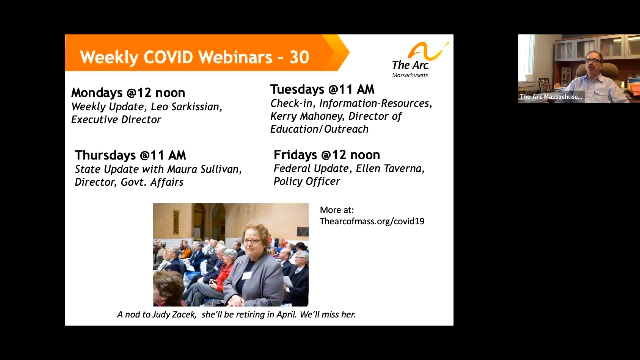 Weekly COVID Webinars - 30
The Arc
Massachusetts
Mondays @12 noon
Weekly Update, Leo Sarkissian,
Executive Director
Tuesdays @11 AM
Check-in, Information-Resources,
Kerry Mahoney, Director of
Education/Outreach
Thursdays @11 AM
State Update with Maura Sullivan,
Director, Govt. Affairs
Fridays @12 noon
Federal Update, Ellen Taverna,
Policy Officer
More at:
Thearcofmass.org/covid19
A nod to Judy Zacek, she'll be retiring in April. We'll miss her.
The Arc Massachuse...